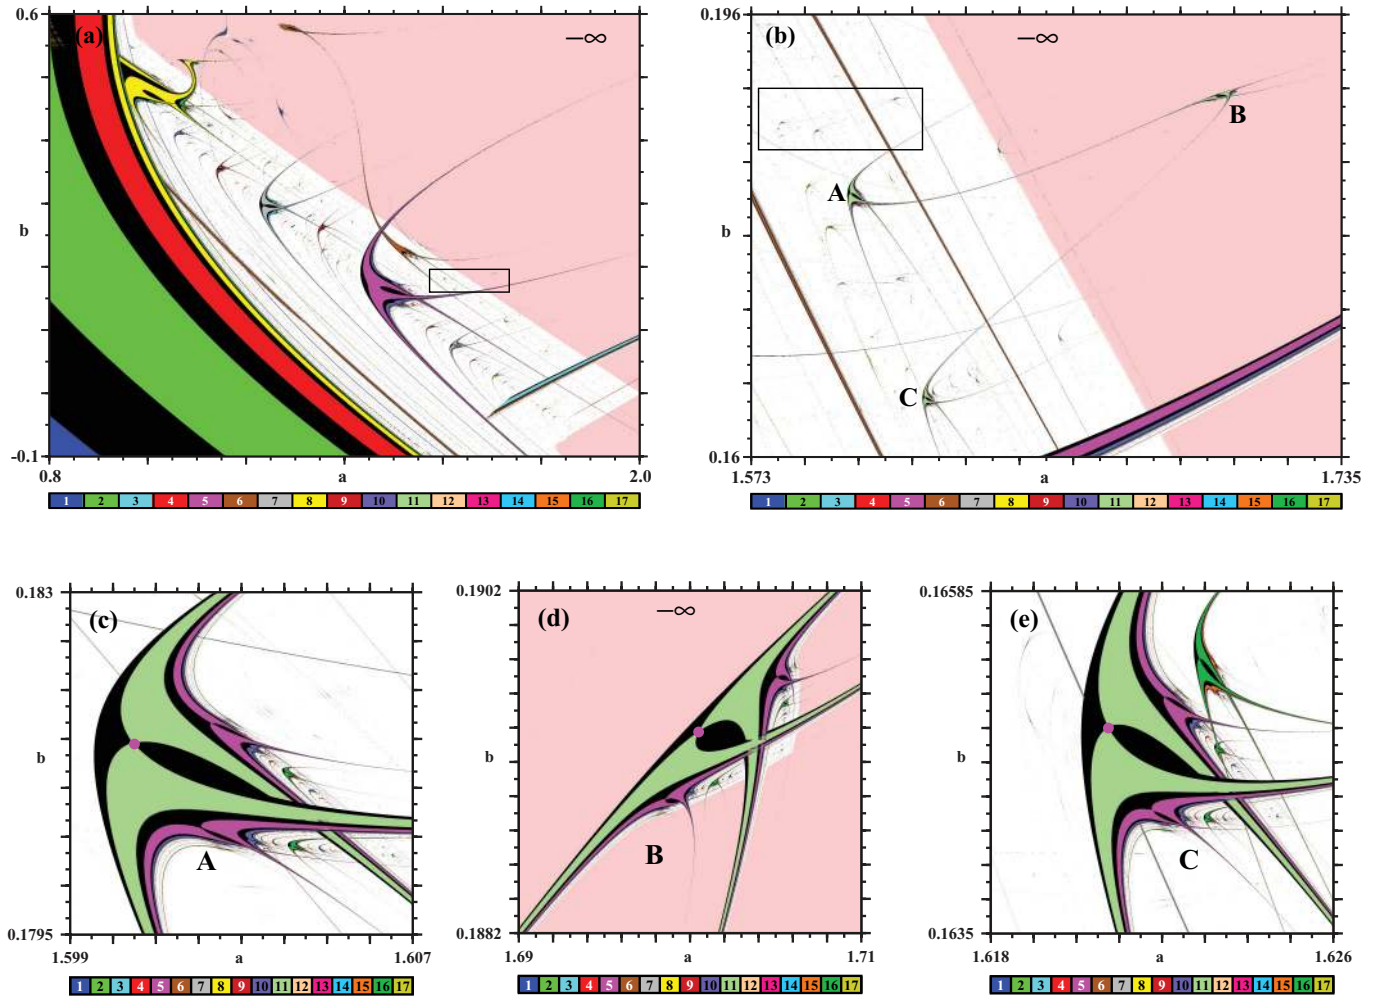 0.6
(a)
−∞
b
-0.1
0.8
a
2.0
1 2 3 4 5 6 7 8 9 10 11 12 13 14 15 16 17
0.196
(b)
−∞
B
A
b
C
0.16
1.573
a
1.735
1 2 3 4 5 6 7 8 9 10 11 12 13 14 15 16 17
0.183
(c)
b
A
0.1795
1.599
a
1.607
1 2 3 4 5 6 7 8 9 10 11 12 13 14 15 16 17
0.1902
(d)
−∞
b
B
0.1882
1.69
a
1.71
1 2 3 4 5 6 7 8 9 10 11 12 13 14 15 16 17
0.16585
(e)
b
C
0.1635
1.618
a
1.626
1 2 3 4 5 6 7 8 9 10 11 12 13 14 15 16 17